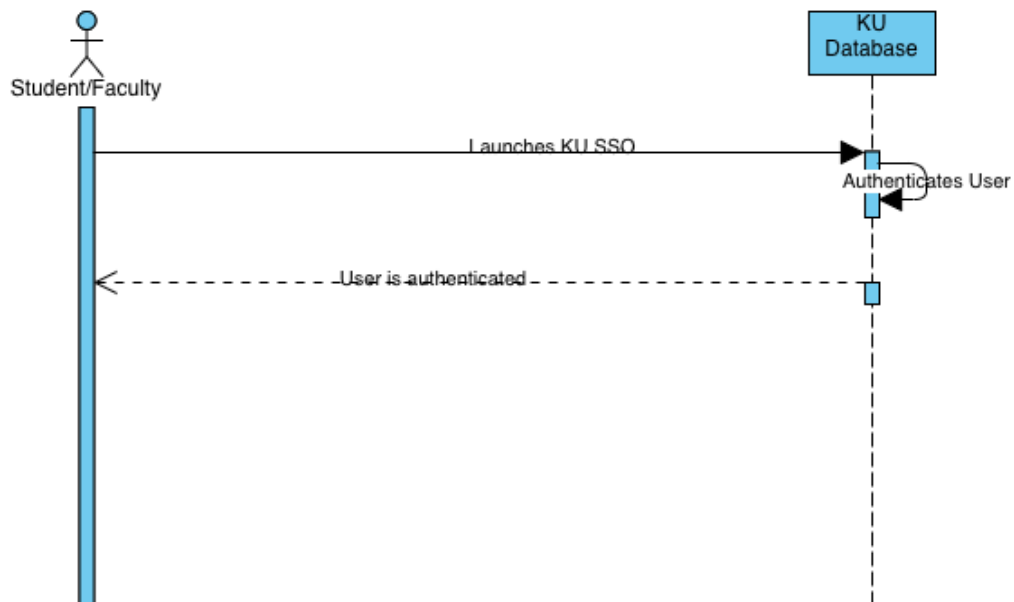 KU
Database
Student/Faculty
Launches KU SSO
Authenticates User
User is authenticated